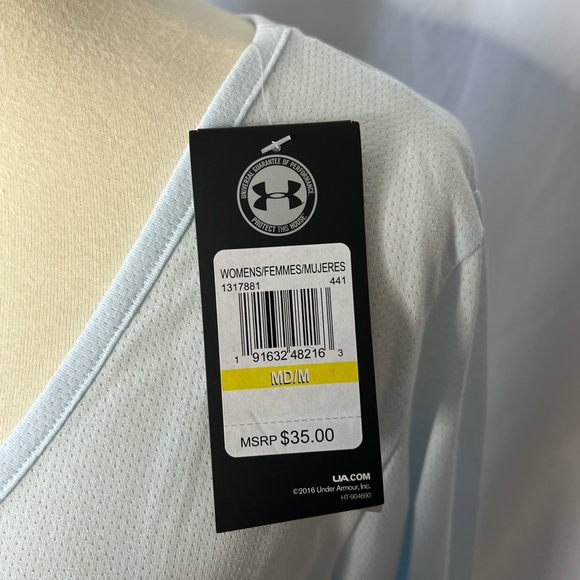 UNIVERSAL GUARANTEE OF PERFORMANCE
PROTECT THIS HOUSE
WOMENS/FEMMES/MUJERES
1317881 441
1 91632 48216 3
MD/M
MSRP $35.00
UA.COM
©2016 Under Armour, Inc.
HT-904690